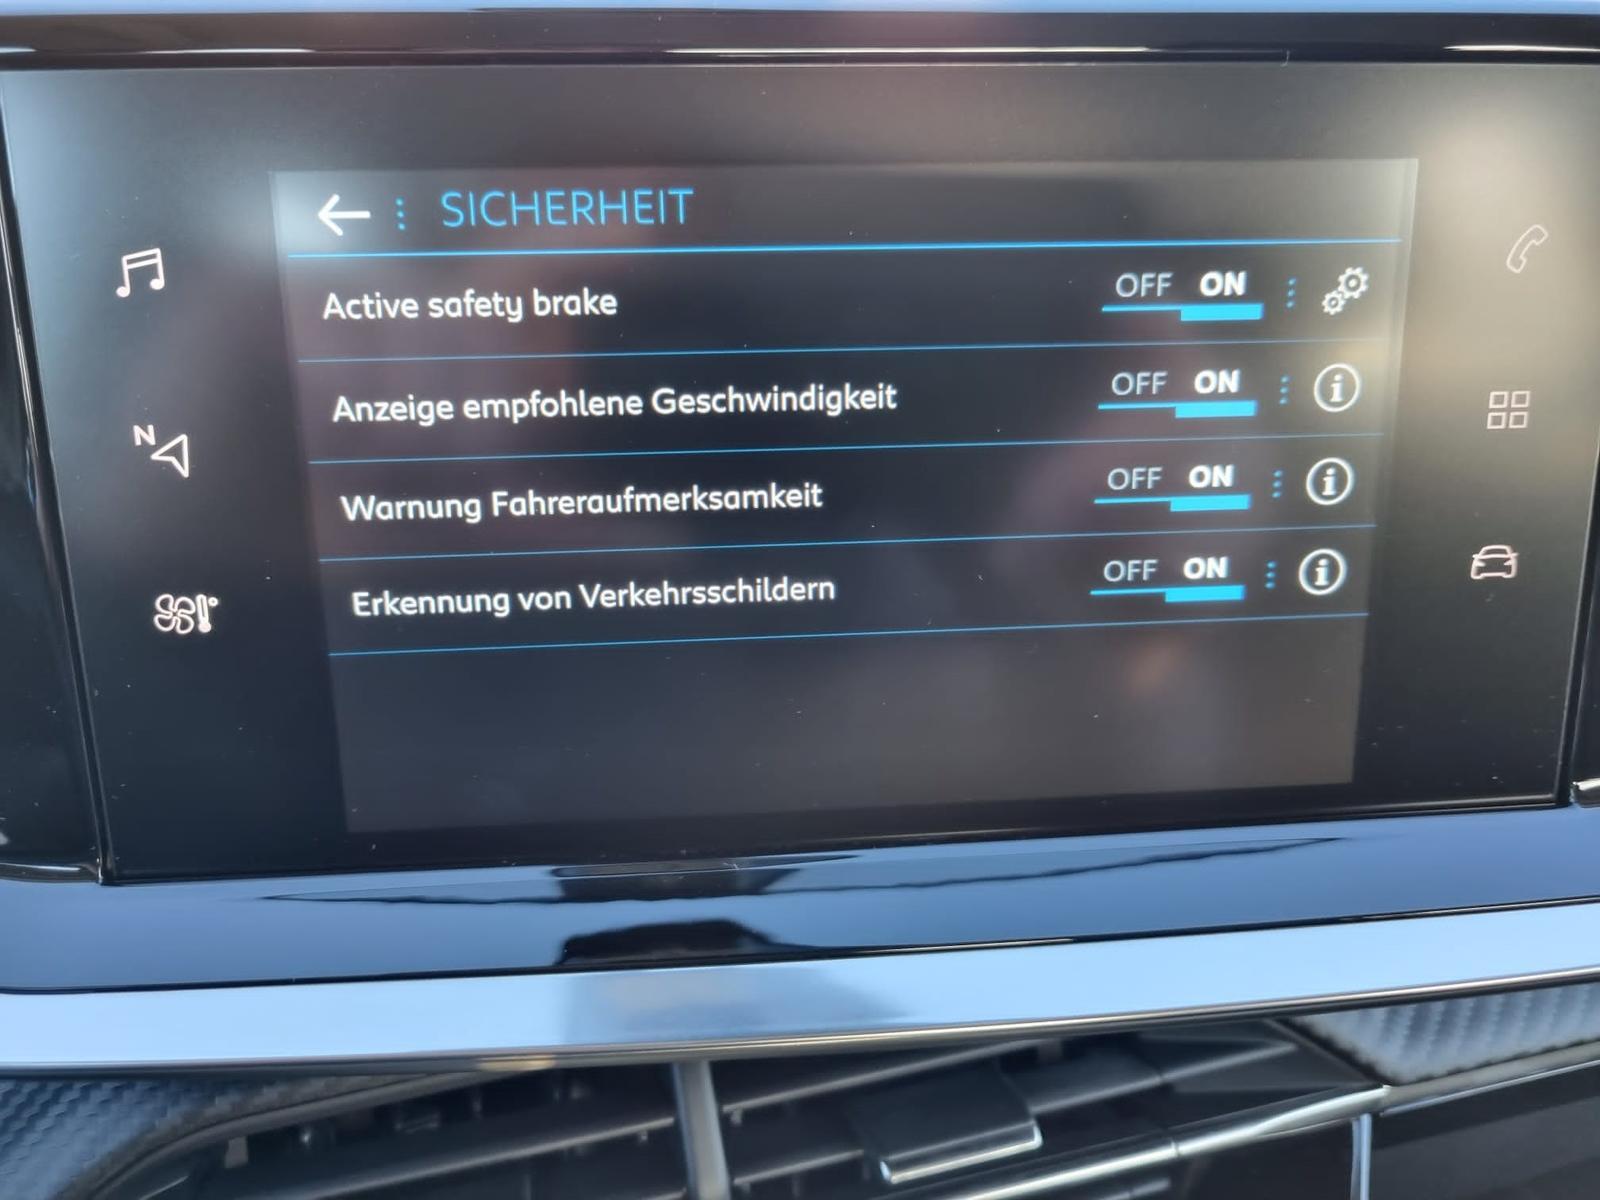 SICHERHEIT
Active safety brake OFF ON
Anzeige empfohlene Geschwindigkeit OFF ON
Warnung Fahreraufmerksamkeit OFF ON
N
Erkennung von Verkehrsschildern OFF ON